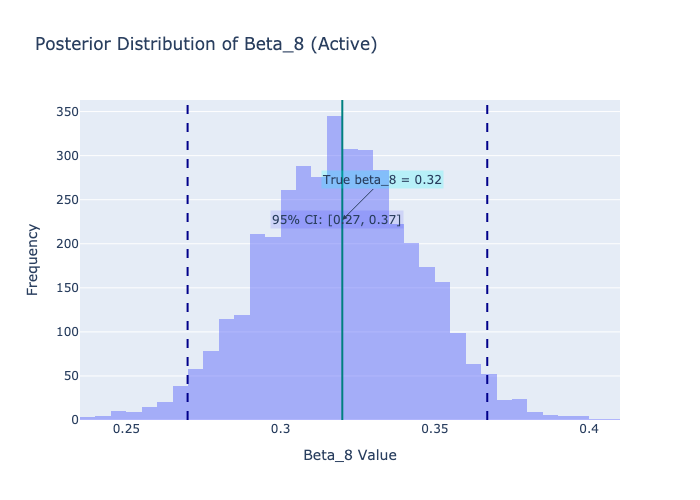 Posterior Distribution of Beta_8 (Active)
350
300
250
200
150
100
50
0
Frequency
True beta_8 = 0.32
95% CI: [0.27, 0.37]
0.25
0.3
0.35
0.4
Beta_8 Value